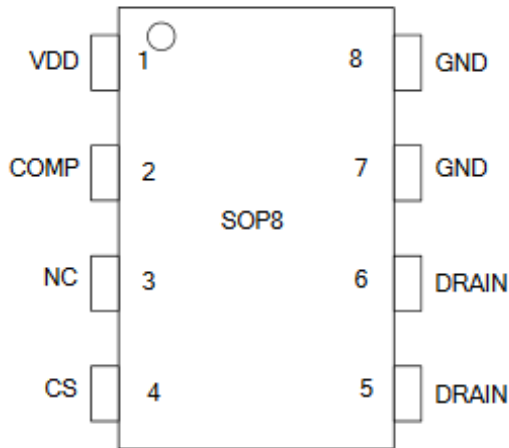 VDD 1 8 GND
COMP 2 7 GND
SOP8
NC 3 6 DRAIN
CS 4 5 DRAIN